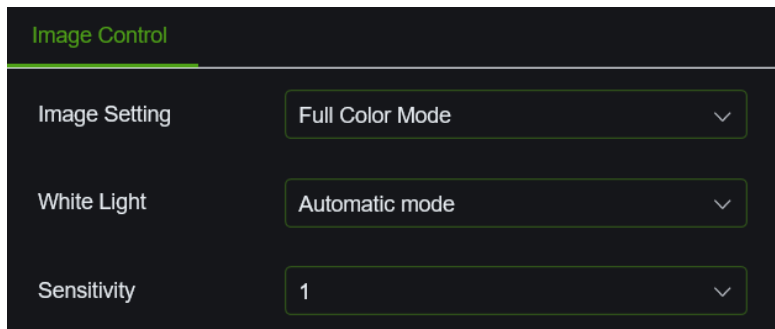 Image Control
Image Setting Full Color Mode
White Light Automatic mode
Sensitivity 1